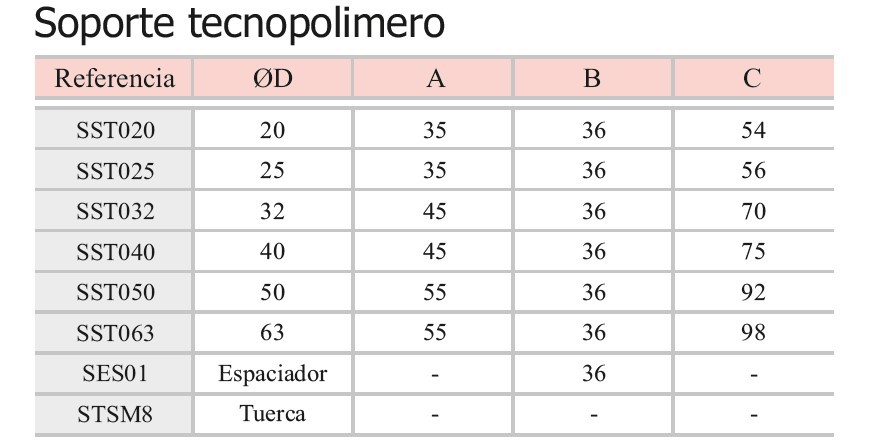 Soporte tecnopolimero
Referencia ØD A B C
SST020 20 35 36 54
SST025 25 35 36 56
SST032 32 45 36 70
SST040 40 45 36 75
SST050 50 55 36 92
SST063 63 55 36 98
SES01 Espaciador - 36 -
STSM8 Tuerca - - -